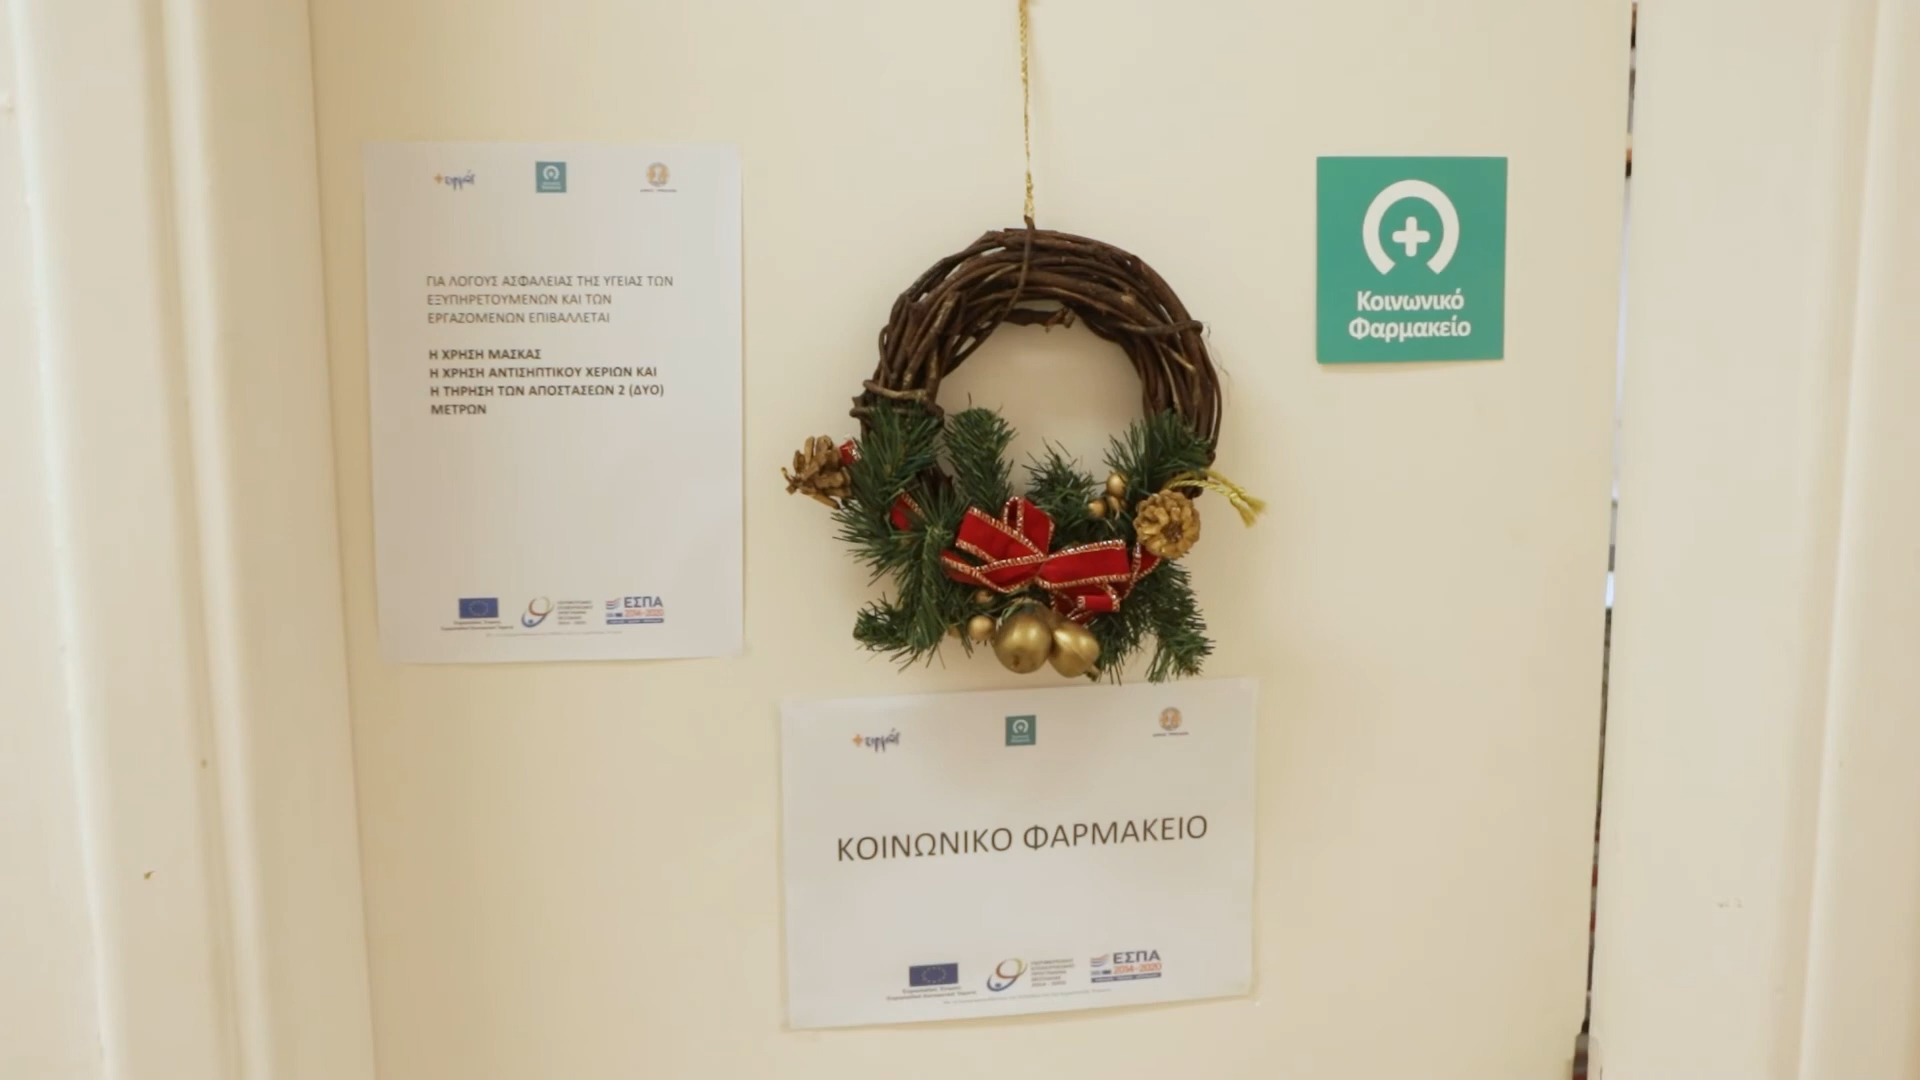 ΓΙΑ ΛΟΓΟΥΣ ΑΣΦΑΛΕΙΑΣ ΤΗΣ ΥΓΕΙΑΣ ΤΩΝ
ΕΞΥΠΗΡΕΤΟΥΜΕΝΩΝ ΚΑΙ ΤΩΝ
ΕΡΓΑΖΟΜΕΝΩΝ ΕΠΙΒΑΛΛΕΤΑΙ
Η ΧΡΗΣΗ ΜΑΣΚΑΣ
Η ΧΡΗΣΗ ΑΝΤΙΣΗΠΤΙΚΟΥ ΧΕΡΙΩΝ ΚΑΙ
Η ΤΗΡΗΣΗ ΤΩΝ ΑΠΟΣΤΑΣΕΩΝ 2 (ΔΥΟ)
ΜΕΤΡΩΝ
ΕΣΠΑ
2014-2020
Κοινωνικό
Φαρμακείο
ΚΟΙΝΩΝΙΚΟ ΦΑΡΜΑΚΕΙΟ
ΕΣΠΑ
2014-2020